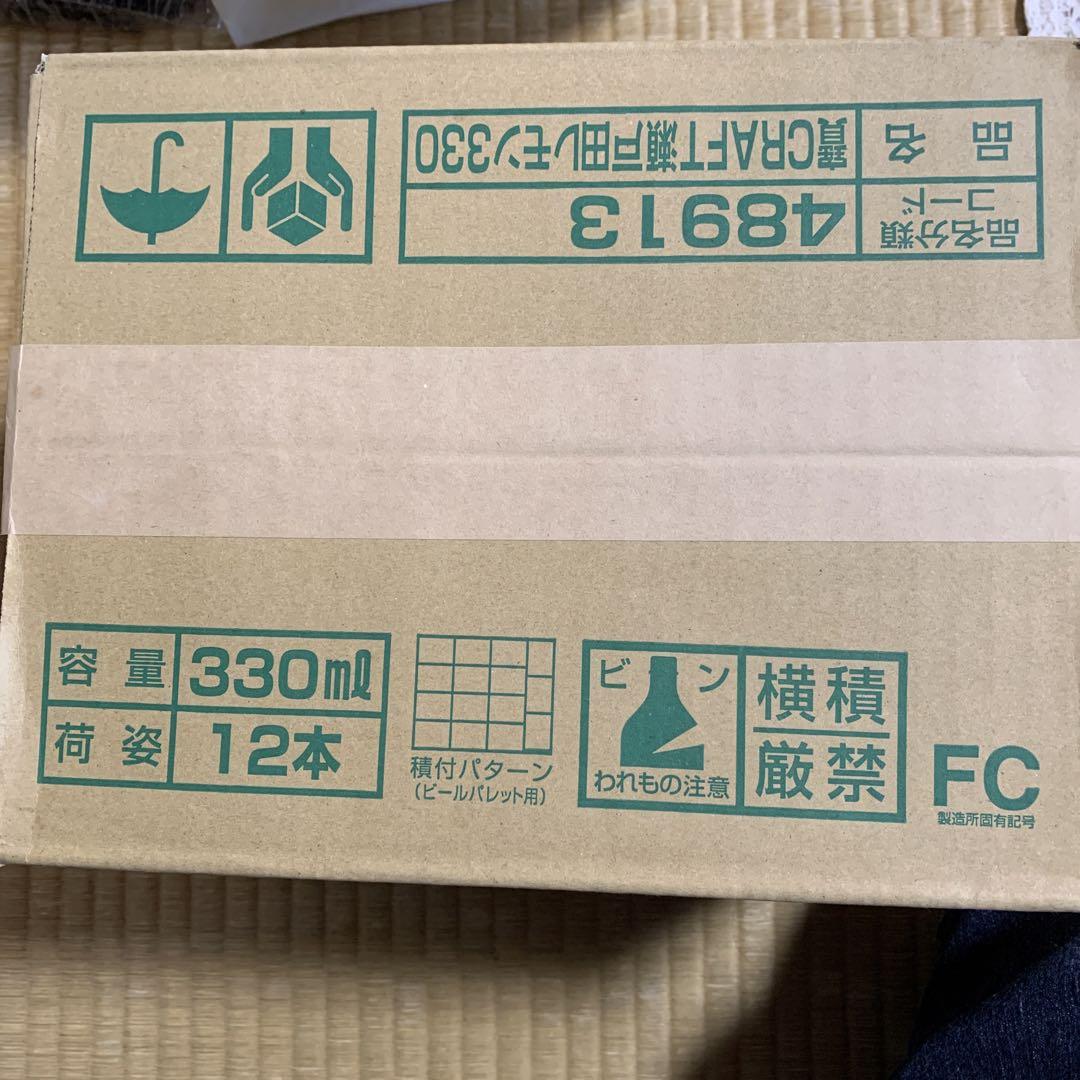 品名 寶CRAFT瀬戸田レモン330
品名分類コード 48913
容量 330ml
荷姿 12本
積付パターン
(ビールパレット用)
ビン
われもの注意
横積
厳禁
FC
製造所固有記号